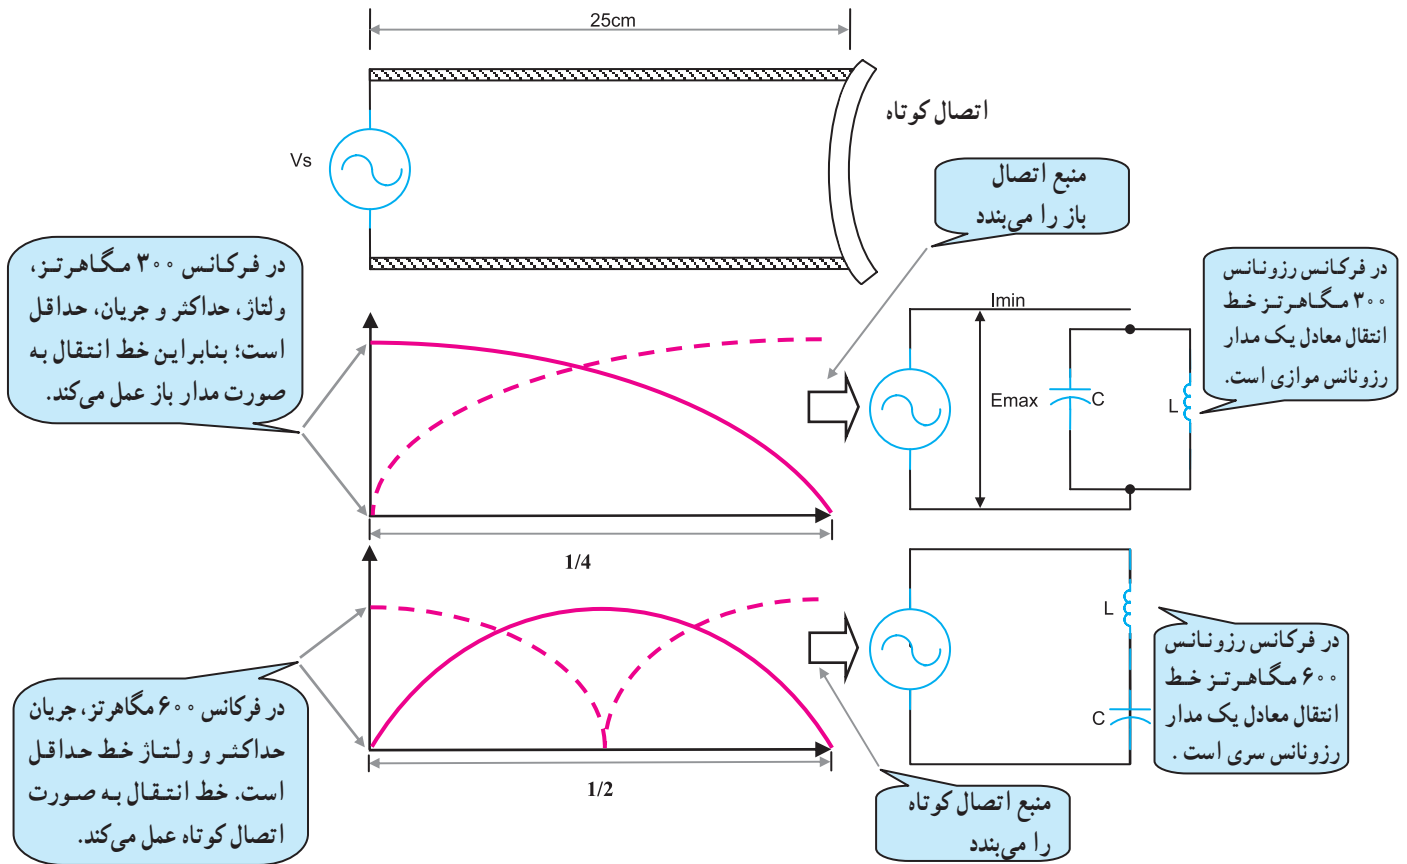 25cm
اتصال کوتاه
Vs
منبع اتصال
باز را می‌بندد
در فرکانس ۳۰۰ مگاهرتز،
ولتاژ، حداکثر و جریان، حداقل
است؛ بنابراین خط انتقال به
صورت مدار باز عمل می‌کند.
Imin
Emax
C
L
در فرکانس رزونانس
۳۰۰ مگاهرتز خط
انتقال معادل یک مدار
رزونانس موازی است.
1/4
در فرکانس ۶۰۰ مگاهرتز، جریان
حداکثر و ولتاژ خط حداقل
است. خط انتقال به صورت
اتصال کوتاه عمل می‌کند.
1/2
منبع اتصال کوتاه
را می‌بندد
L
C
در فرکانس رزونانس
۶۰۰ مگاهرتز خط
انتقال معادل یک مدار
رزونانس سری است .